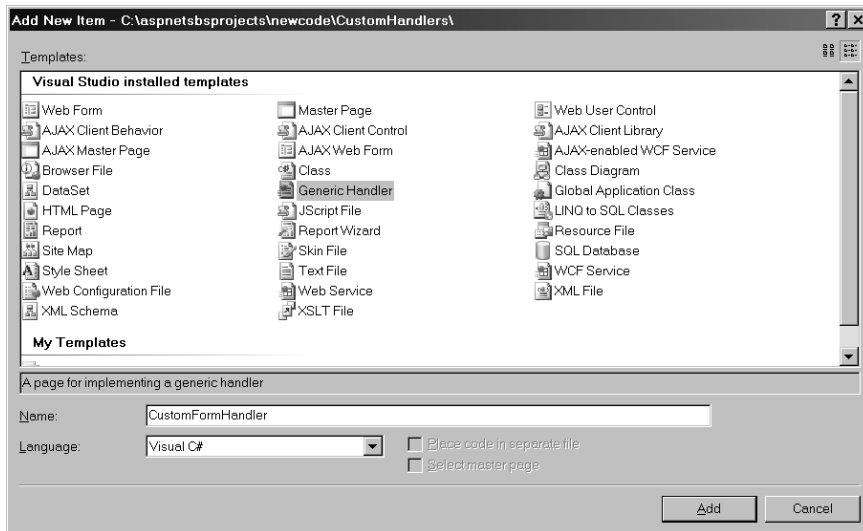 Add New Item - C:\aspnetsbsprojects\newcode\CustomHandlers\
Templates:
Visual Studio installed templates
Web Form Master Page Web User Control
AJAX Client Behavior AJAX Client Control AJAX Client Library
AJAX Master Page AJAX Web Form AJAX-enabled WCF Service
Browser File Class Class Diagram
DataSet Generic Handler Global Application Class
HTML Page JScript File LINQ to SQL Classes
Report Report Wizard Resource File
Site Map Skin File SQL Database
Style Sheet Text File WCF Service
Web Configuration File Web Service XML File
XML Schema XSLT File
My Templates
A page for implementing a generic handler
Name: CustomFormHandler
Language: Visual C# Place code in separate file
Select master page
Add Cancel